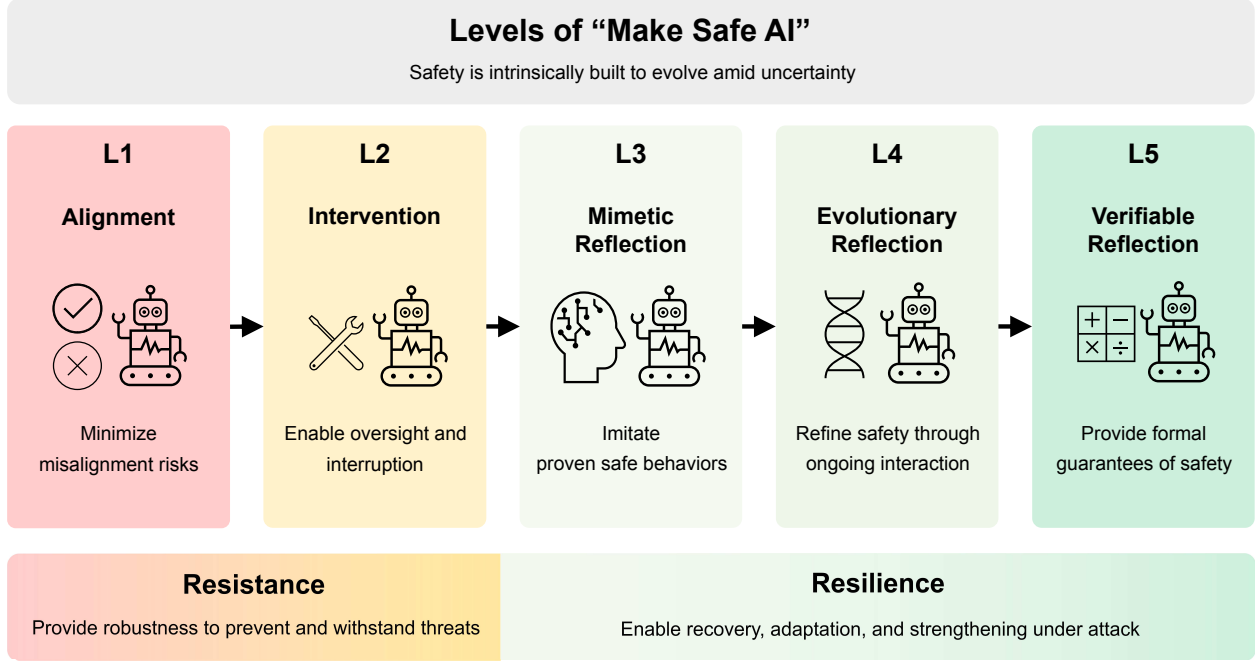 Levels of “Make Safe AI”
Safety is intrinsically built to evolve amid uncertainty
L1
Alignment
Minimize
misalignment risks
L2
Intervention
Enable oversight and
interruption
L3
Mimetic
Reflection
Imitate
proven safe behaviors
L4
Evolutionary
Reflection
Refine safety through
ongoing interaction
L5
Verifiable
Reflection
+ −
× ÷
Provide formal
guarantees of safety
Resistance
Provide robustness to prevent and withstand threats
Resilience
Enable recovery, adaptation, and strengthening under attack